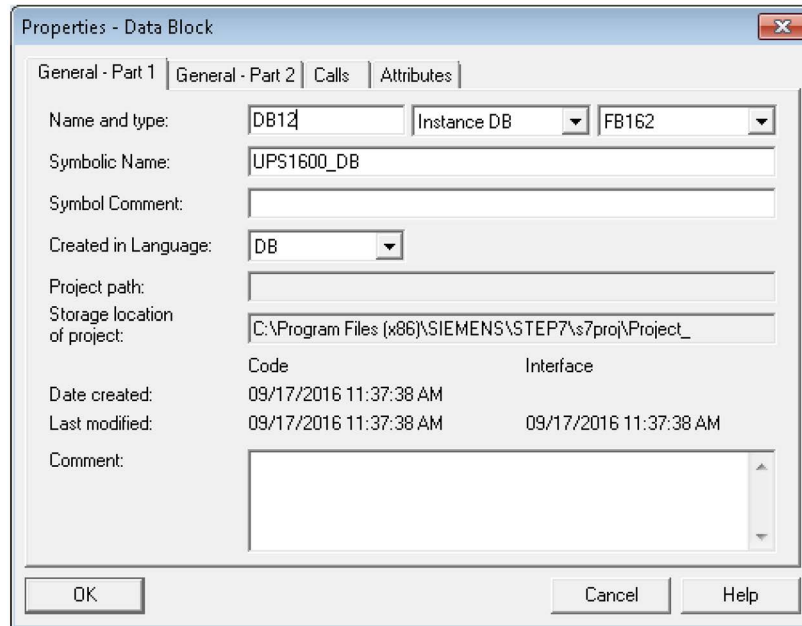 Properties - Data Block
General - Part 1 General - Part 2 Calls Attributes
Name and type: DB12 Instance DB FB162
Symbolic Name: UPS1600_DB
Symbol Comment:
Created in Language: DB
Project path:
Storage location
of project: C:\Program Files (x86)\SIEMENS\STEP7\s7proj\Project_
Code Interface
Date created: 09/17/2016 11:37:38 AM
Last modified: 09/17/2016 11:37:38 AM 09/17/2016 11:37:38 AM
Comment:
OK Cancel Help